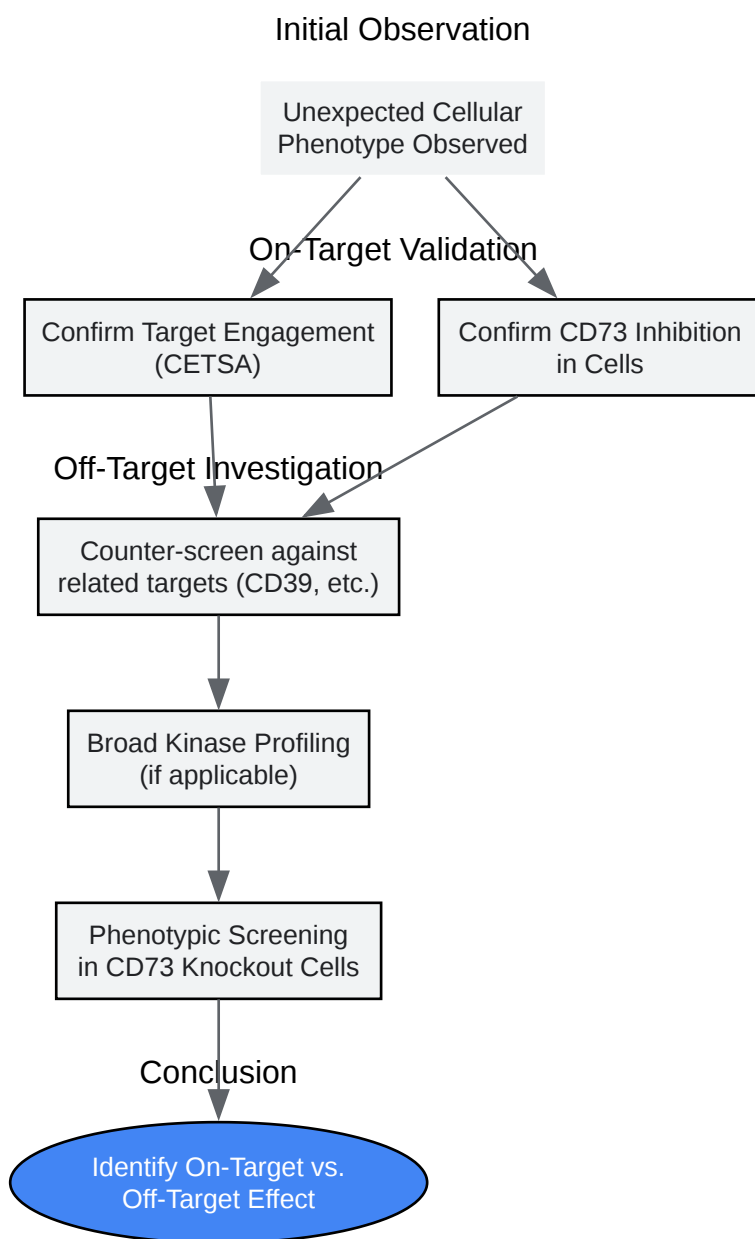 Initial Observation
Unexpected Cellular
Phenotype Observed
On-Target Validation
Confirm Target Engagement
(CETSA)
Confirm CD73 Inhibition
in Cells
Off-Target Investigation
Counter-screen against
related targets (CD39, etc.)
Broad Kinase Profiling
(if applicable)
Phenotypic Screening
in CD73 Knockout Cells
Conclusion
Identify On-Target vs.
Off-Target Effect